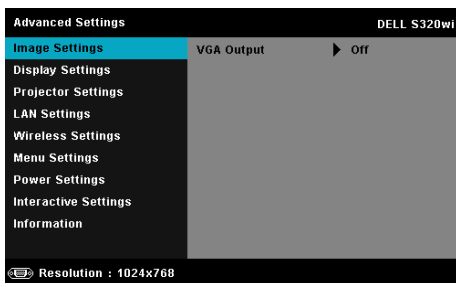 Advanced Settings DELL S320wi
Image Settings VGA Output Off
Display Settings
Projector Settings
LAN Settings
Wireless Settings
Menu Settings
Power Settings
Interactive Settings
Information
Resolution : 1024x768